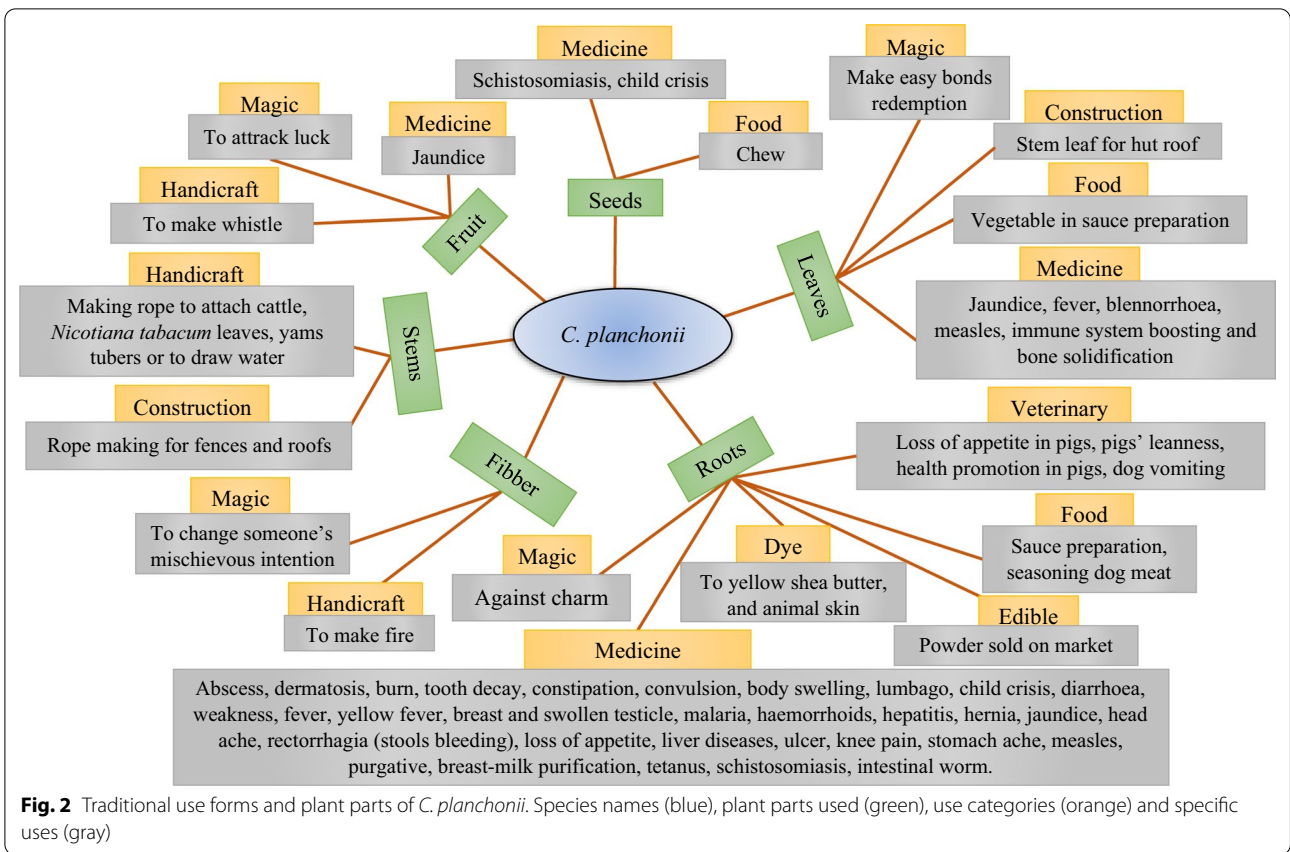 Medicine
Schistosomiasis, child crisis
Magic
Make easy bonds
redemption
Magic
To attrack luck
Medicine
Jaundice
Food
Chew
Construction
Stem leaf for hut roof
Handicraft
To make whistle
Fruit
Seeds
Food
Vegetable in sauce preparation
Leaves
Handicraft
Making rope to attach cattle,
Nicotiana tabacum leaves, yams
tubers or to draw water
Stems
C. planchonii
Medicine
Jaundice, fever, blennorrhoea,
measles, immune system boosting and
bone solidification
Construction
Rope making for fences and roofs
Fibber
Roots
Veterinary
Loss of appetite in pigs, pigs' leanness,
health promotion in pigs, dog vomiting
Magic
To change someone's
mischievous intention
Handicraft
To make fire
Magic
Against charm
Dye
To yellow shea butter,
and animal skin
Food
Sauce preparation,
seasoning dog meat
Edible
Powder sold on market
Medicine
Abscess, dermatosis, burn, tooth decay, constipation, convulsion, body swelling, lumbago, child crisis, diarrhoea,
weakness, fever, yellow fever, breast and swollen testicle, malaria, haemorrhoids, hepatitis, hernia, jaundice, head
ache, rectorrhagia (stools bleeding), loss of appetite, liver diseases, ulcer, knee pain, stomach ache, measles,
purgative, breast-milk purification, tetanus, schistosomiasis, intestinal worm.
Fig. 2 Traditional use forms and plant parts of C. planchonii. Species names (blue), plant parts used (green), use categories (orange) and specific
uses (gray)